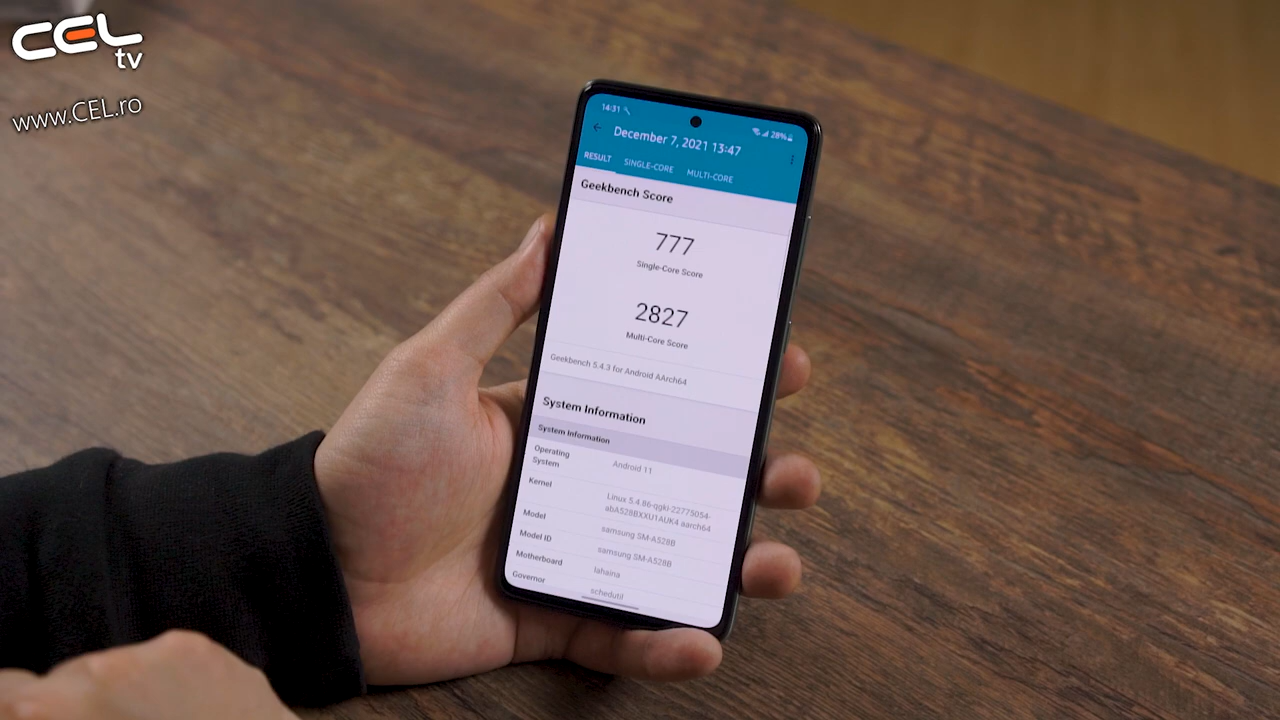 CEL
tv
www.CEL.ro
14:31
28%
December 7, 2021 13:47
RESULT
SINGLE-CORE
MULTI-CORE
Geekbench Score
777
Single-Core Score
2827
Multi-Core Score
Geekbench 5.4.3 for Android AArch64
System Information
System Information
Operating
System
Android 11
Kernel
Linux 5.4.86-qgki-22775054-
abA528BXXU1AUK4 aarch64
Model
samsung SM-A528B
Model ID
samsung SM-A528B
Motherboard
lahaina
Governor
schedutil